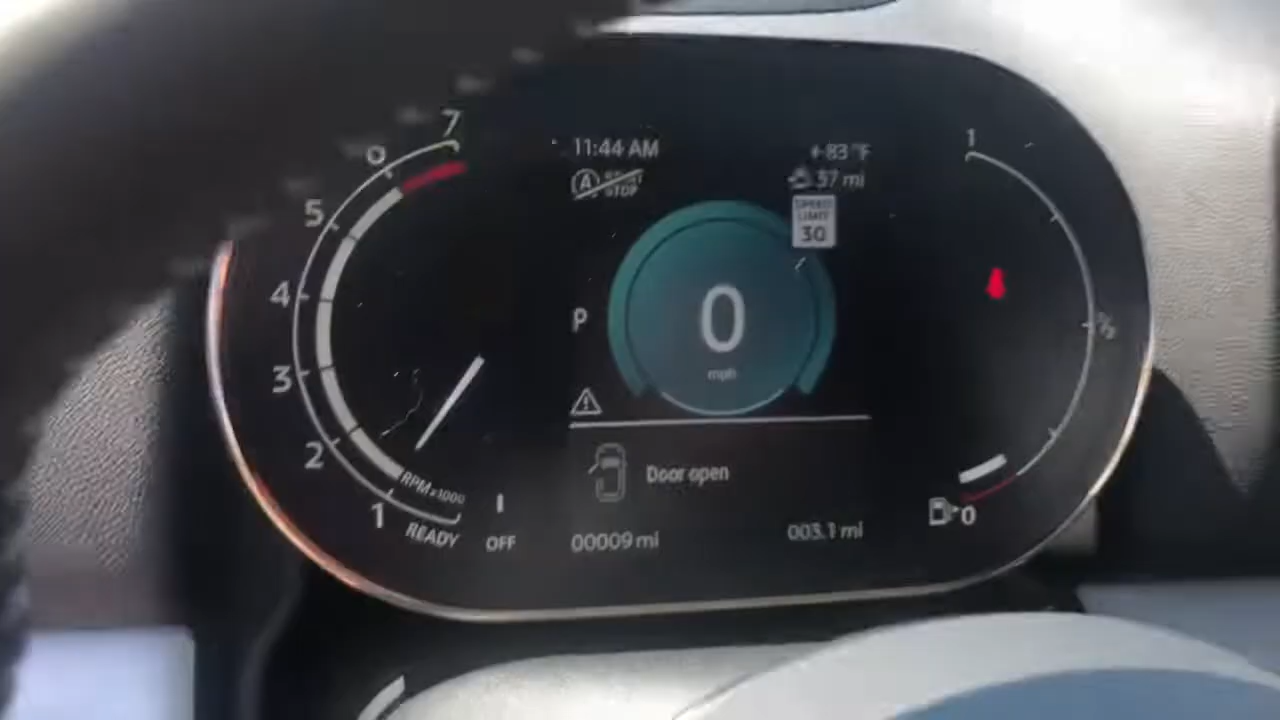 7
5
4
3
2
1
RPM x1000
READY
OFF
11:44 AM
A START STOP
+83 °F
37 mi
SPEED
LIMIT
30
P
0
mph
Door open
00009 mi
003.1 mi
1
½
0